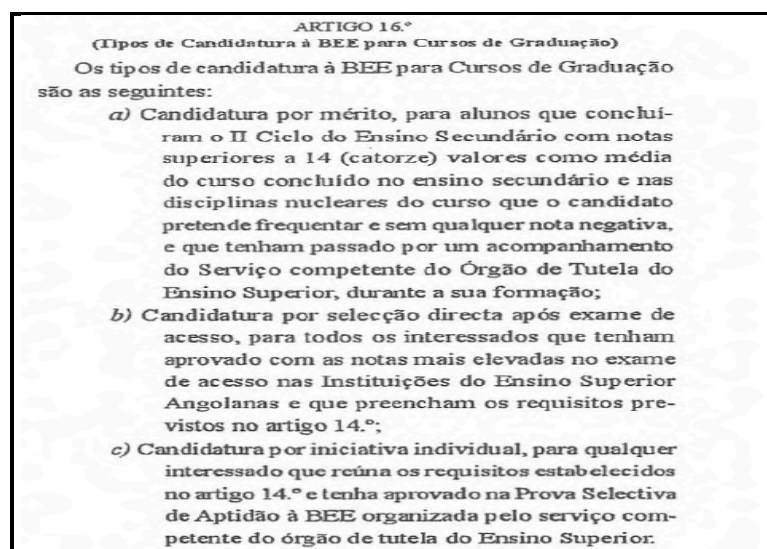 ARTIGO 16.º
(Tipos de Candidatura à BEE para Cursos de Graduação)
Os tipos de candidatura à BEE para Cursos de Graduação
são as seguintes:
a) Candidatura por mérito, para alunos que concluí-
ram o II Ciclo do Ensino Secundário com notas
superiores a 14 (catorze) valores como média
do curso concluído no ensino secundário e nas
disciplinas nucleares do curso que o candidato
pretende frequentar e sem qualquer nota negativa,
e que tenham passado por um acompanhamento
do Serviço competente do Órgão de Tutela do
Ensino Superior, durante a sua formação;
b) Candidatura por selecção directa após exame de
acesso, para todos os interessados que tenham
aprovado com as notas mais elevadas no exame
de acesso nas Instituições do Ensino Superior
Angolanas e que preencham os requisitos pre-
vistos no artigo 14.º;
c) Candidatura por iniciativa individual, para qualquer
interessado que reúna os requisitos estabelecidos
no artigo 14.º e tenha aprovado na Prova Selectiva
de Aptidão à BEE organizada pelo serviço com-
petente do órgão de tutela do Ensino Superior.